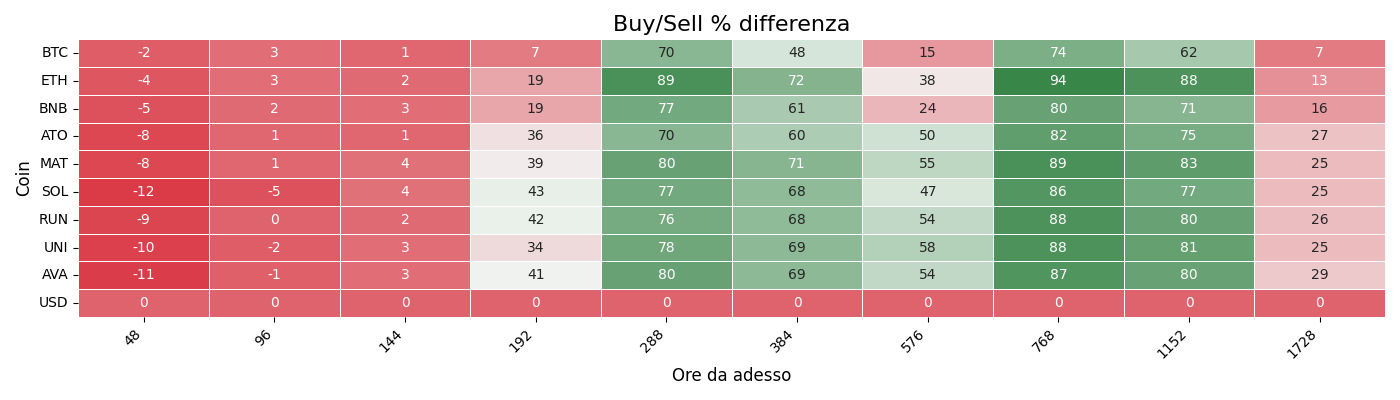 Buy/Sell % differenza
Coin
BTC -2 3 1 7 70 48 15 74 62 7
ETH -4 3 2 19 89 72 38 94 88 13
BNB -5 2 3 19 77 61 24 80 71 16
ATO -8 1 1 36 70 60 50 82 75 27
MAT -8 1 4 39 80 71 55 89 83 25
SOL -12 -5 4 43 77 68 47 86 77 25
RUN -9 0 2 42 76 68 54 88 80 26
UNI -10 -2 3 34 78 69 58 88 81 25
AVA -11 -1 3 41 80 69 54 87 80 29
USD 0 0 0 0 0 0 0 0 0 0
48 96 144 192 288 384 576 768 1152 1728
Ore da adesso